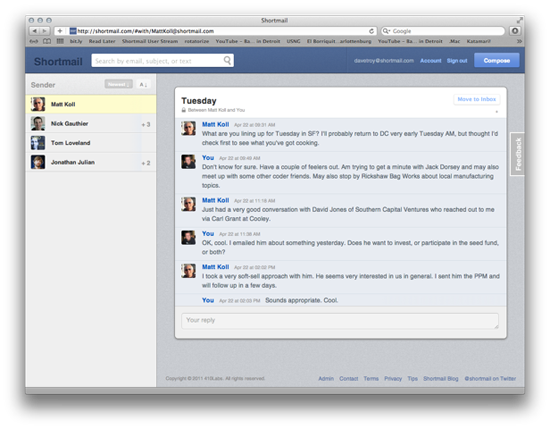 Shortmail
http://shortmail.com/#with/MattKoll@shortmail.com
Google
bit.ly Read Later Shortmail User Stream rotatorize YouTube - Ba... in Detroit USNC El Borriquit...arlottenburg YouTube - Ba... in Detroit .Mac Katamari!
Shortmail
Search by email, subject, or text
davetroy@shortmail.com Account Sign out Compose
Sender
Newest
A
Matt Koll
Nick Gauthier + 3
Tom Loveland
Jonathan Julian + 2
Tuesday
Move to Inbox
Between Matt Koll and You
Matt Koll Apr 22 at 09:31 AM
What are you lining up for Tuesday in SF? I'll probably return to DC very early Tuesday AM, but thought I'd
check first to see what you've got cooking.
You Apr 22 at 09:49 AM
Don't know for sure. Have a couple of feelers out. Am trying to get a minute with Jack Dorsey and may also
meet up with some other coder friends. May also stop by Rickshaw Bag Works about local manufacturing
topics.
Matt Koll Apr 22 at 11:18 AM
Just had a very good conversation with David Jones of Southern Capital Ventures who reached out to me
via Carl Grant at Cooley.
You Apr 22 at 11:36 AM
OK, cool. I emailed him about something yesterday. Does he want to invest, or participate in the seed fund,
or both?
Matt Koll Apr 22 at 02:02 PM
I took a very soft-sell approach with him. He seems very interested in us in general. I sent him the PPM and
will follow up in a few days.
You Apr 22 at 02:03 PM Sounds appropriate. Cool.
Your reply
Feedback
Copyright © 2011 410Labs. All rights reserved.
Admin Contact Terms Privacy Tips Shortmail Blog @shortmail on Twitter